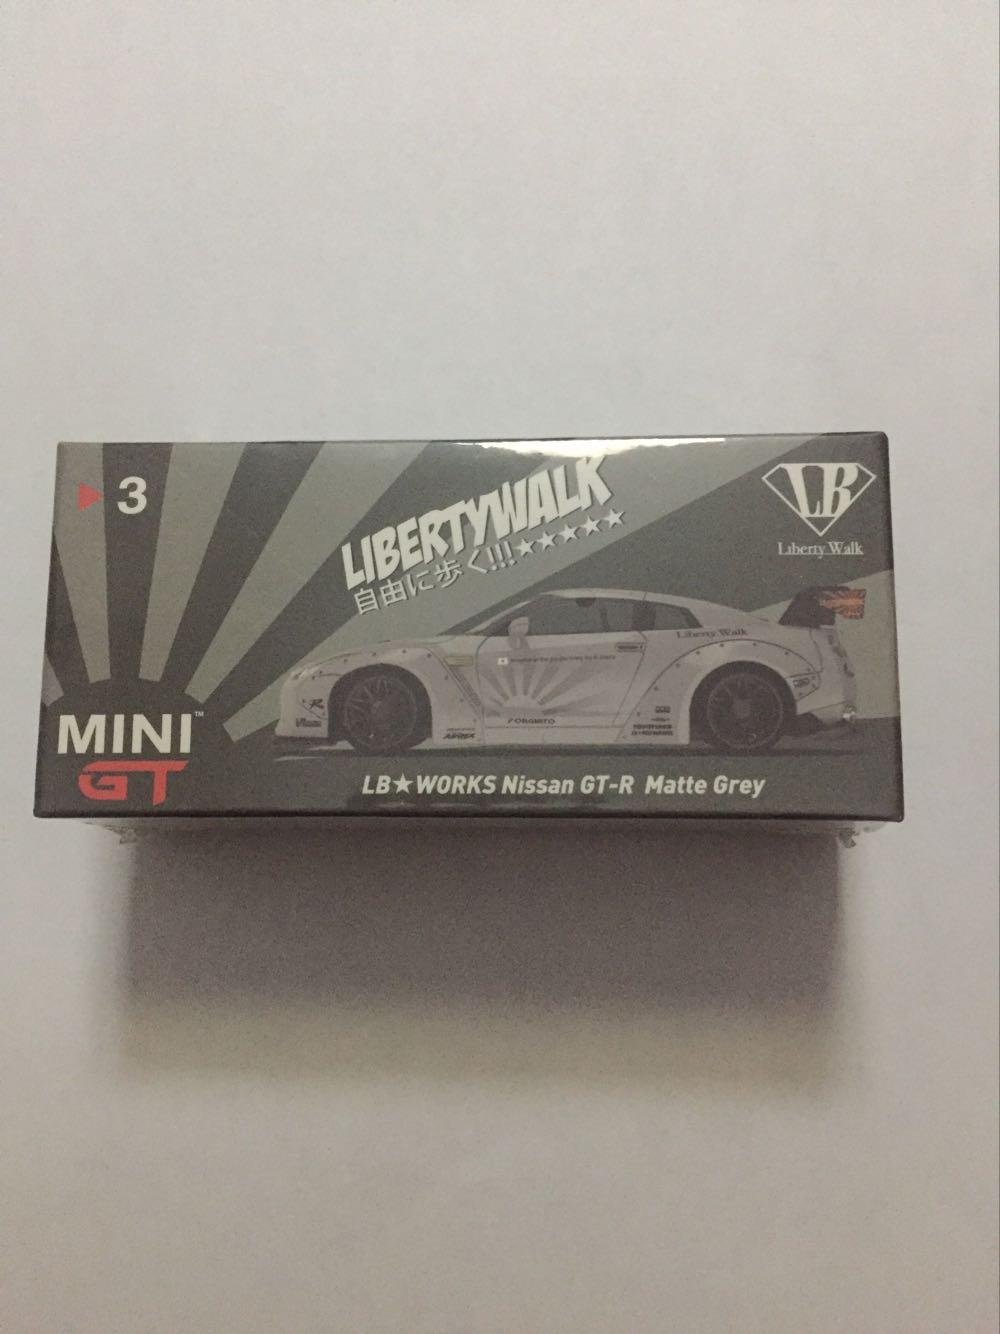 3
LIBERTYWALK
自由に歩く!!!★★★★★
LB
Liberty Walk
Liberty Walk
MINI™
GT
LB★WORKS Nissan GT-R Matte Grey